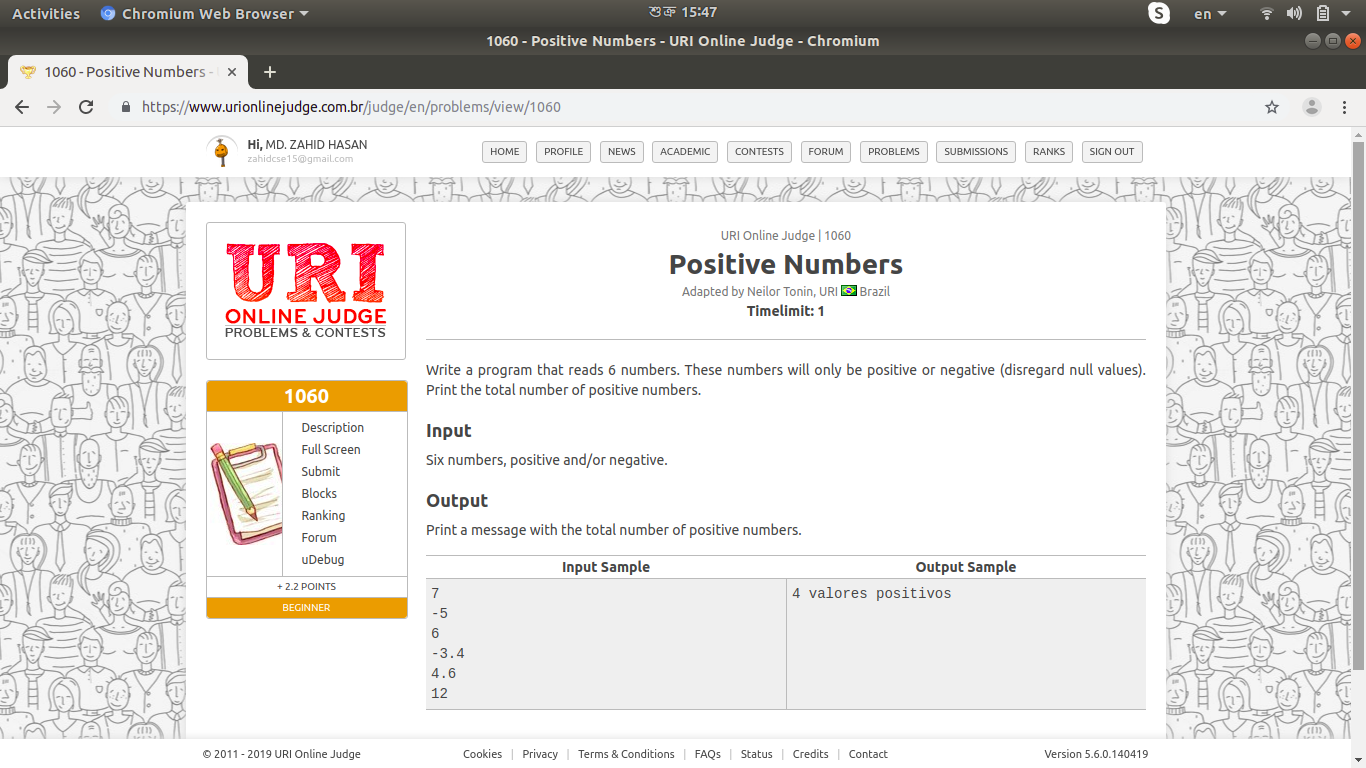 Activities
Chromium Web Browser
শুক্র 15:47
S
en
1060 - Positive Numbers - URI Online Judge - Chromium
1060 - Positive Numbers -
https://www.urionlinejudge.com.br/judge/en/problems/view/1060
Hi, MD. ZAHID HASAN
zahidcse15@gmail.com
HOME
PROFILE
NEWS
ACADEMIC
CONTESTS
FORUM
PROBLEMS
SUBMISSIONS
RANKS
SIGN OUT
URI
ONLINE JUDGE
PROBLEMS & CONTESTS
1060
Description
Full Screen
Submit
Blocks
Ranking
Forum
uDebug
+ 2.2 POINTS
BEGINNER
URI Online Judge | 1060
Positive Numbers
Adapted by Neilor Tonin, URI Brazil
Timelimit: 1
Write a program that reads 6 numbers. These numbers will only be positive or negative (disregard null values).
Print the total number of positive numbers.
Input
Six numbers, positive and/or negative.
Output
Print a message with the total number of positive numbers.
Input Sample
Output Sample
7
-5
6
-3.4
4.6
12
4 valores positivos
© 2011 - 2019 URI Online Judge
Cookies | Privacy | Terms & Conditions | FAQs | Status | Credits | Contact
Version 5.6.0.140419